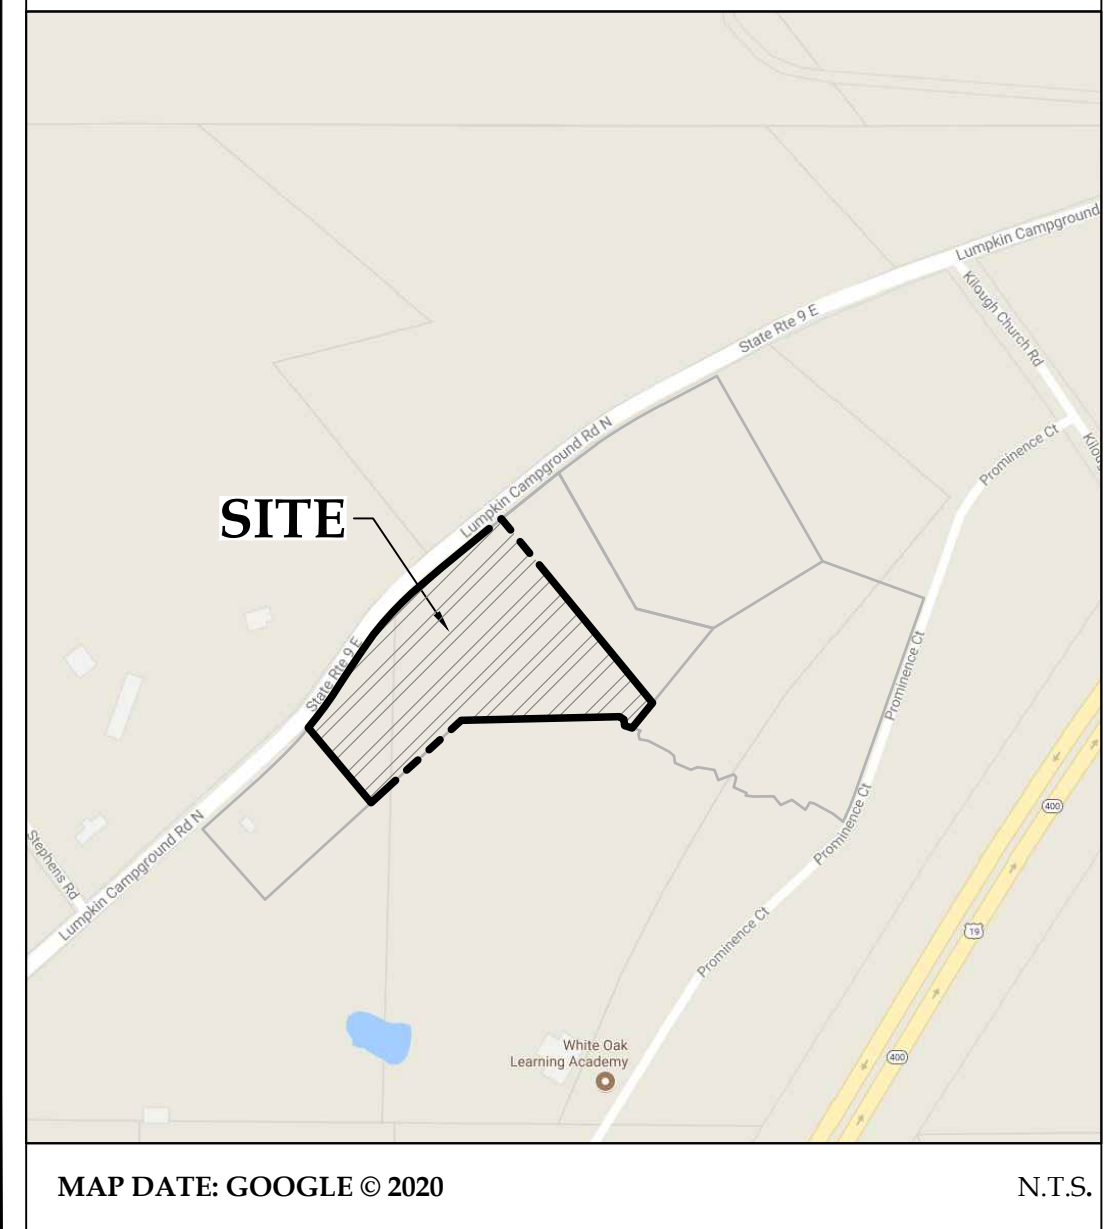 Lumpkin Campground
State Rte 9 E
Kilough Church Rd
Prominence Ct
Kilou
Lumpkin Campground Rd N
SITE
State Rte 9 E
Prominence Ct
400
Prominence Ct
Stephens Rd
Lumpkin Campground Rd N
Prominence Ct
19
White Oak
Learning Academy
400
MAP DATE: GOOGLE © 2020
N.T.S.